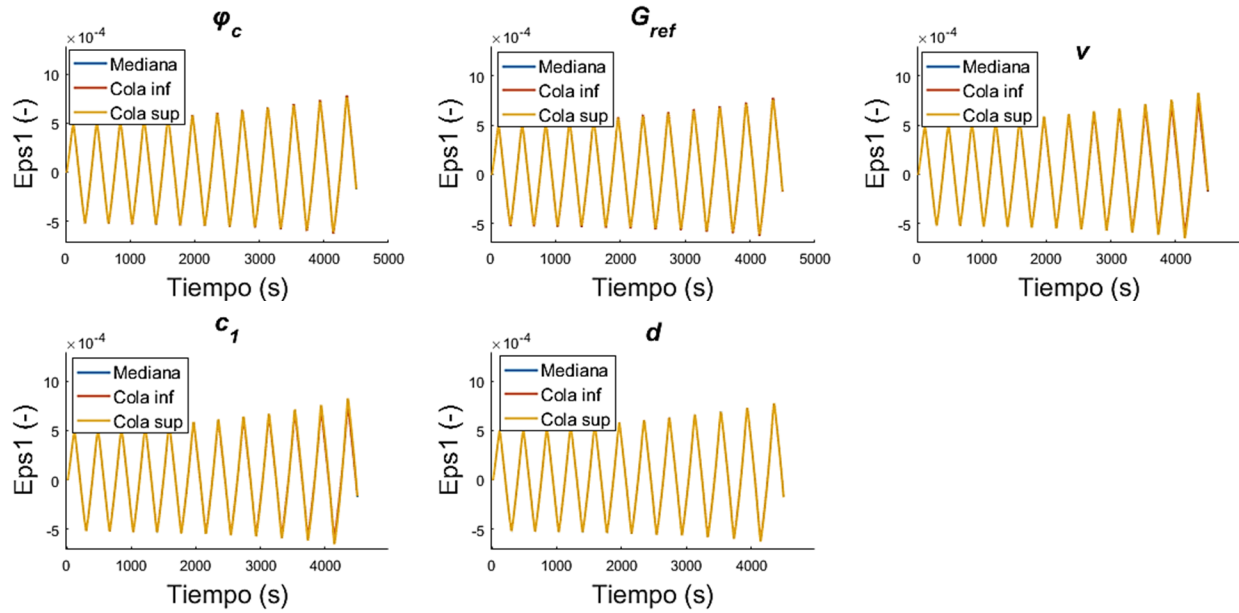 φc
×10-4
Mediana
Cola inf
Cola sup
10
5
0
-5
Eps1 (-)
0 1000 2000 3000 4000 5000
Tiempo (s)
Gref
×10-4
Mediana
Cola inf
Cola sup
10
5
0
-5
Eps1 (-)
0 1000 2000 3000 4000 5000
Tiempo (s)
v
×10-4
Mediana
Cola inf
Cola sup
10
5
0
-5
Eps1 (-)
0 1000 2000 3000 4000
Tiempo (s)
c1
×10-4
Mediana
Cola inf
Cola sup
10
5
0
-5
Eps1 (-)
0 1000 2000 3000 4000
Tiempo (s)
d
×10-4
Mediana
Cola inf
Cola sup
10
5
0
-5
Eps1 (-)
0 1000 2000 3000 4000
Tiempo (s)